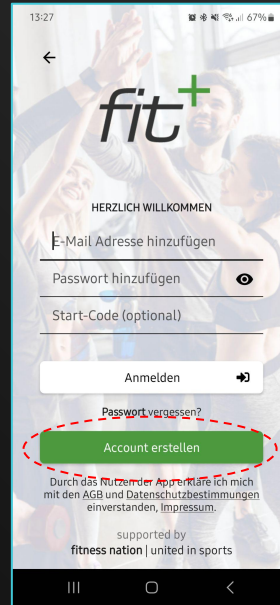 13:27
67%
fit+
HERZLICH WILLKOMMEN
E-Mail Adresse hinzufügen
Passwort hinzufügen
Start-Code (optional)
Anmelden
Passwort vergessen?
Account erstellen
Durch das Nutzen der App erkläre ich mich
mit den AGB und Datenschutzbestimmungen
einverstanden, Impressum.
supported by
fitness nation | united in sports